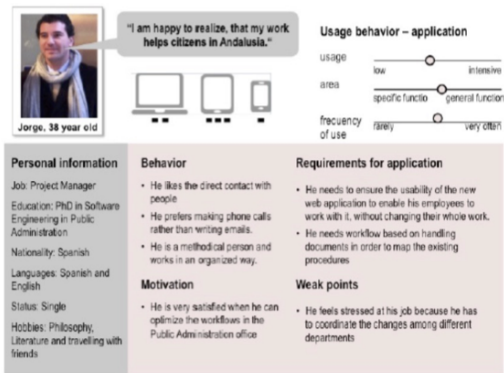 "I am happy to realize, that my work
helps citizens in Andalusia."
Jorge, 38 year old
Usage behavior – application
usage
low intensive
area
specific functio general function
frecuency
of use
rarely very often
Personal information
Job: Project Manager
Education: PhD in Software
Engineering in Public
Administration
Nationality: Spanish
Languages: Spanish and
English
Status: Single
Hobbies: Philosophy,
Literature and travelling with
friends
Behavior
• He likes the direct contact with
people
• He prefers making phone calls
rather than writing emails.
• He is a methodical person and
works in an organized way.
Motivation
• He is very satisfied when he can
optimize the workflows in the
Public Administration office
Requirements for application
• He needs to ensure the usability of the new
web application to enable his employees to
work with it, without changing their whole work.
• He needs workflow based on handling
documents in order to map the existing
procedures
Weak points
• He feels stressed at his job because he has
to coordinate the changes among different
departments